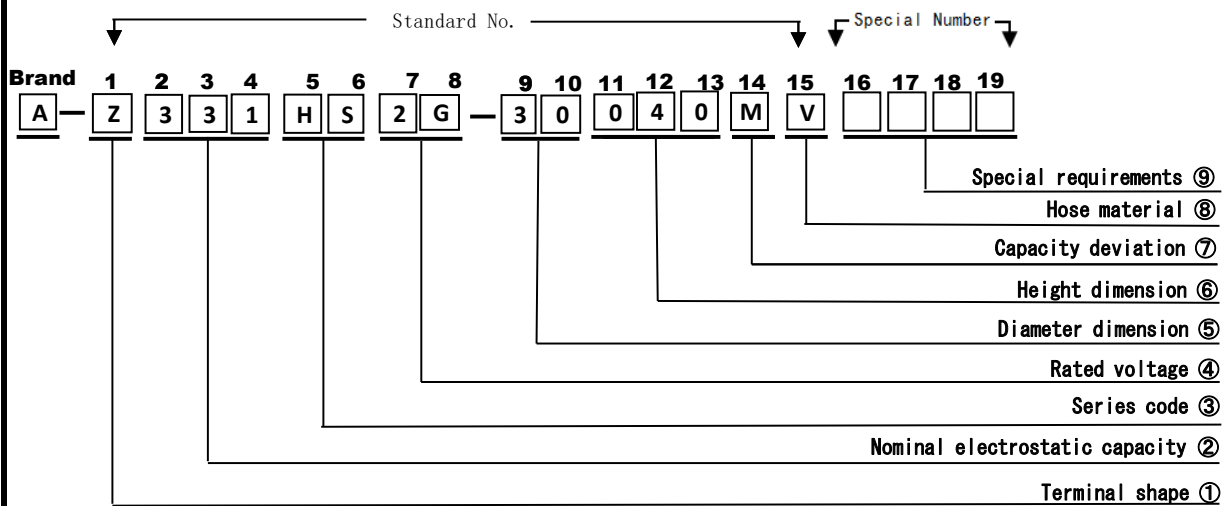 Standard No. Special Number
Brand 1 2 3 4 5 6 7 8 9 10 11 12 13 14 15 16 17 18 19
A — Z 3 3 1 H S 2 G — 3 0 0 4 0 M V
Special requirements ⑨
Hose material ⑧
Capacity deviation ⑦
Height dimension ⑥
Diameter dimension ⑤
Rated voltage ④
Series code ③
Nominal electrostatic capacity ②
Terminal shape ①